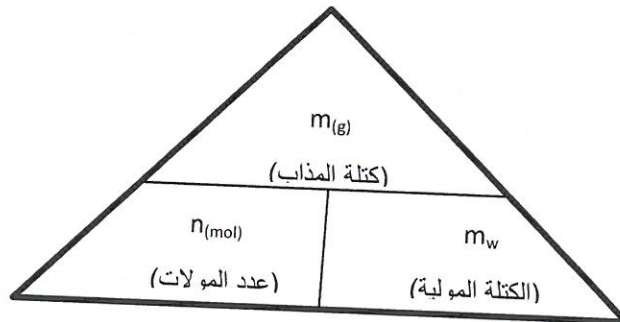 m(g)
(كتلة المذاب)
n(mol)
(عدد المولات)
mw
(الكتلة المولية)